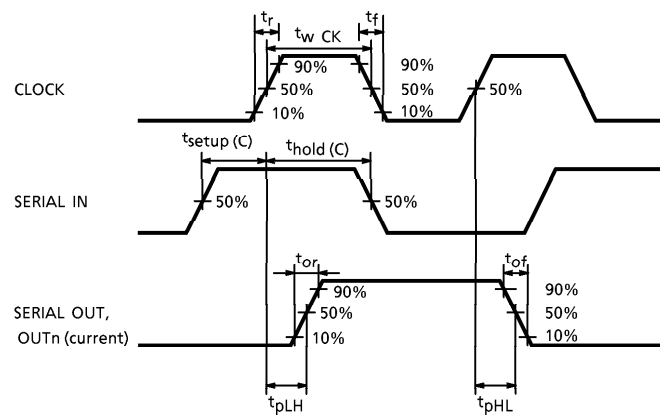 tr tf
tw CK
90% 90%
CLOCK 50% 50% 50%
10% 10%
tsetup (C) thold (C)
SERIAL IN 50% 50%
tor tof
90% 90%
SERIAL OUT, 50% 50%
OUTn (current) 10% 10%
tpLH tpHL